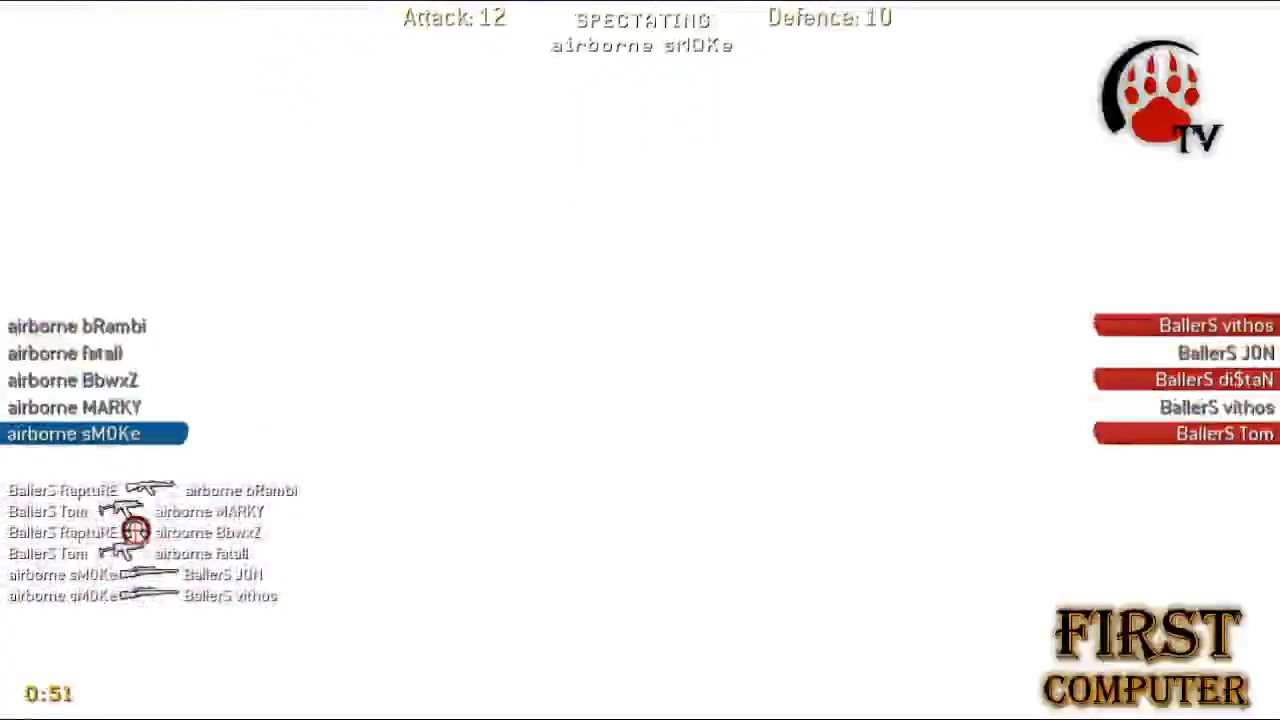 Attack: 12
SPECTATING
Defence: 10
airborne sMOKe
TV
airborne bRambi
airborne fatall
airborne BbwxZ
airborne MARKY
airborne sMOKe
BallerS vithos
BallerS JON
BallerS di$taN
BallerS vithos
BallerS Tom
BallerS RaptuRE airborne bRambi
BallerS Tom airborne MARKY
BallerS RaptuRE airborne BbwxZ
BallerS Tom airborne fatall
airborne sMOKe BallerS JON
airborne sMOKe BallerS vithos
0:51
FIRST
COMPUTER